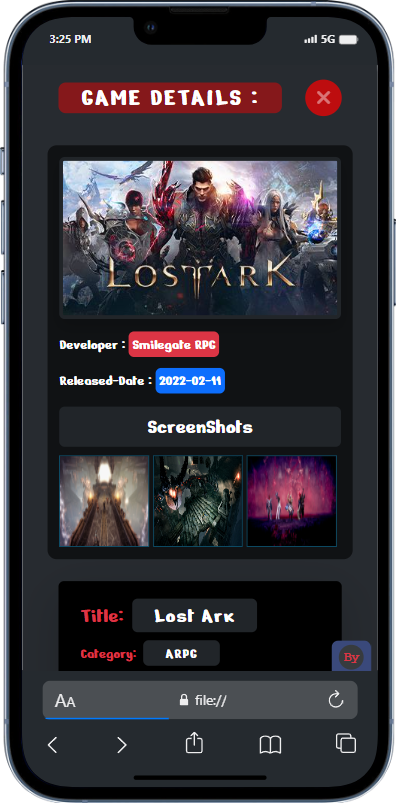 3:25 PM
5G
GAME DETAILS :
LOST ARK
Developer : Smilegate RPC
Released-Date : 2022-02-11
ScreenShots
Title: Lost Ark
Category: ARPG
By
AA
file://